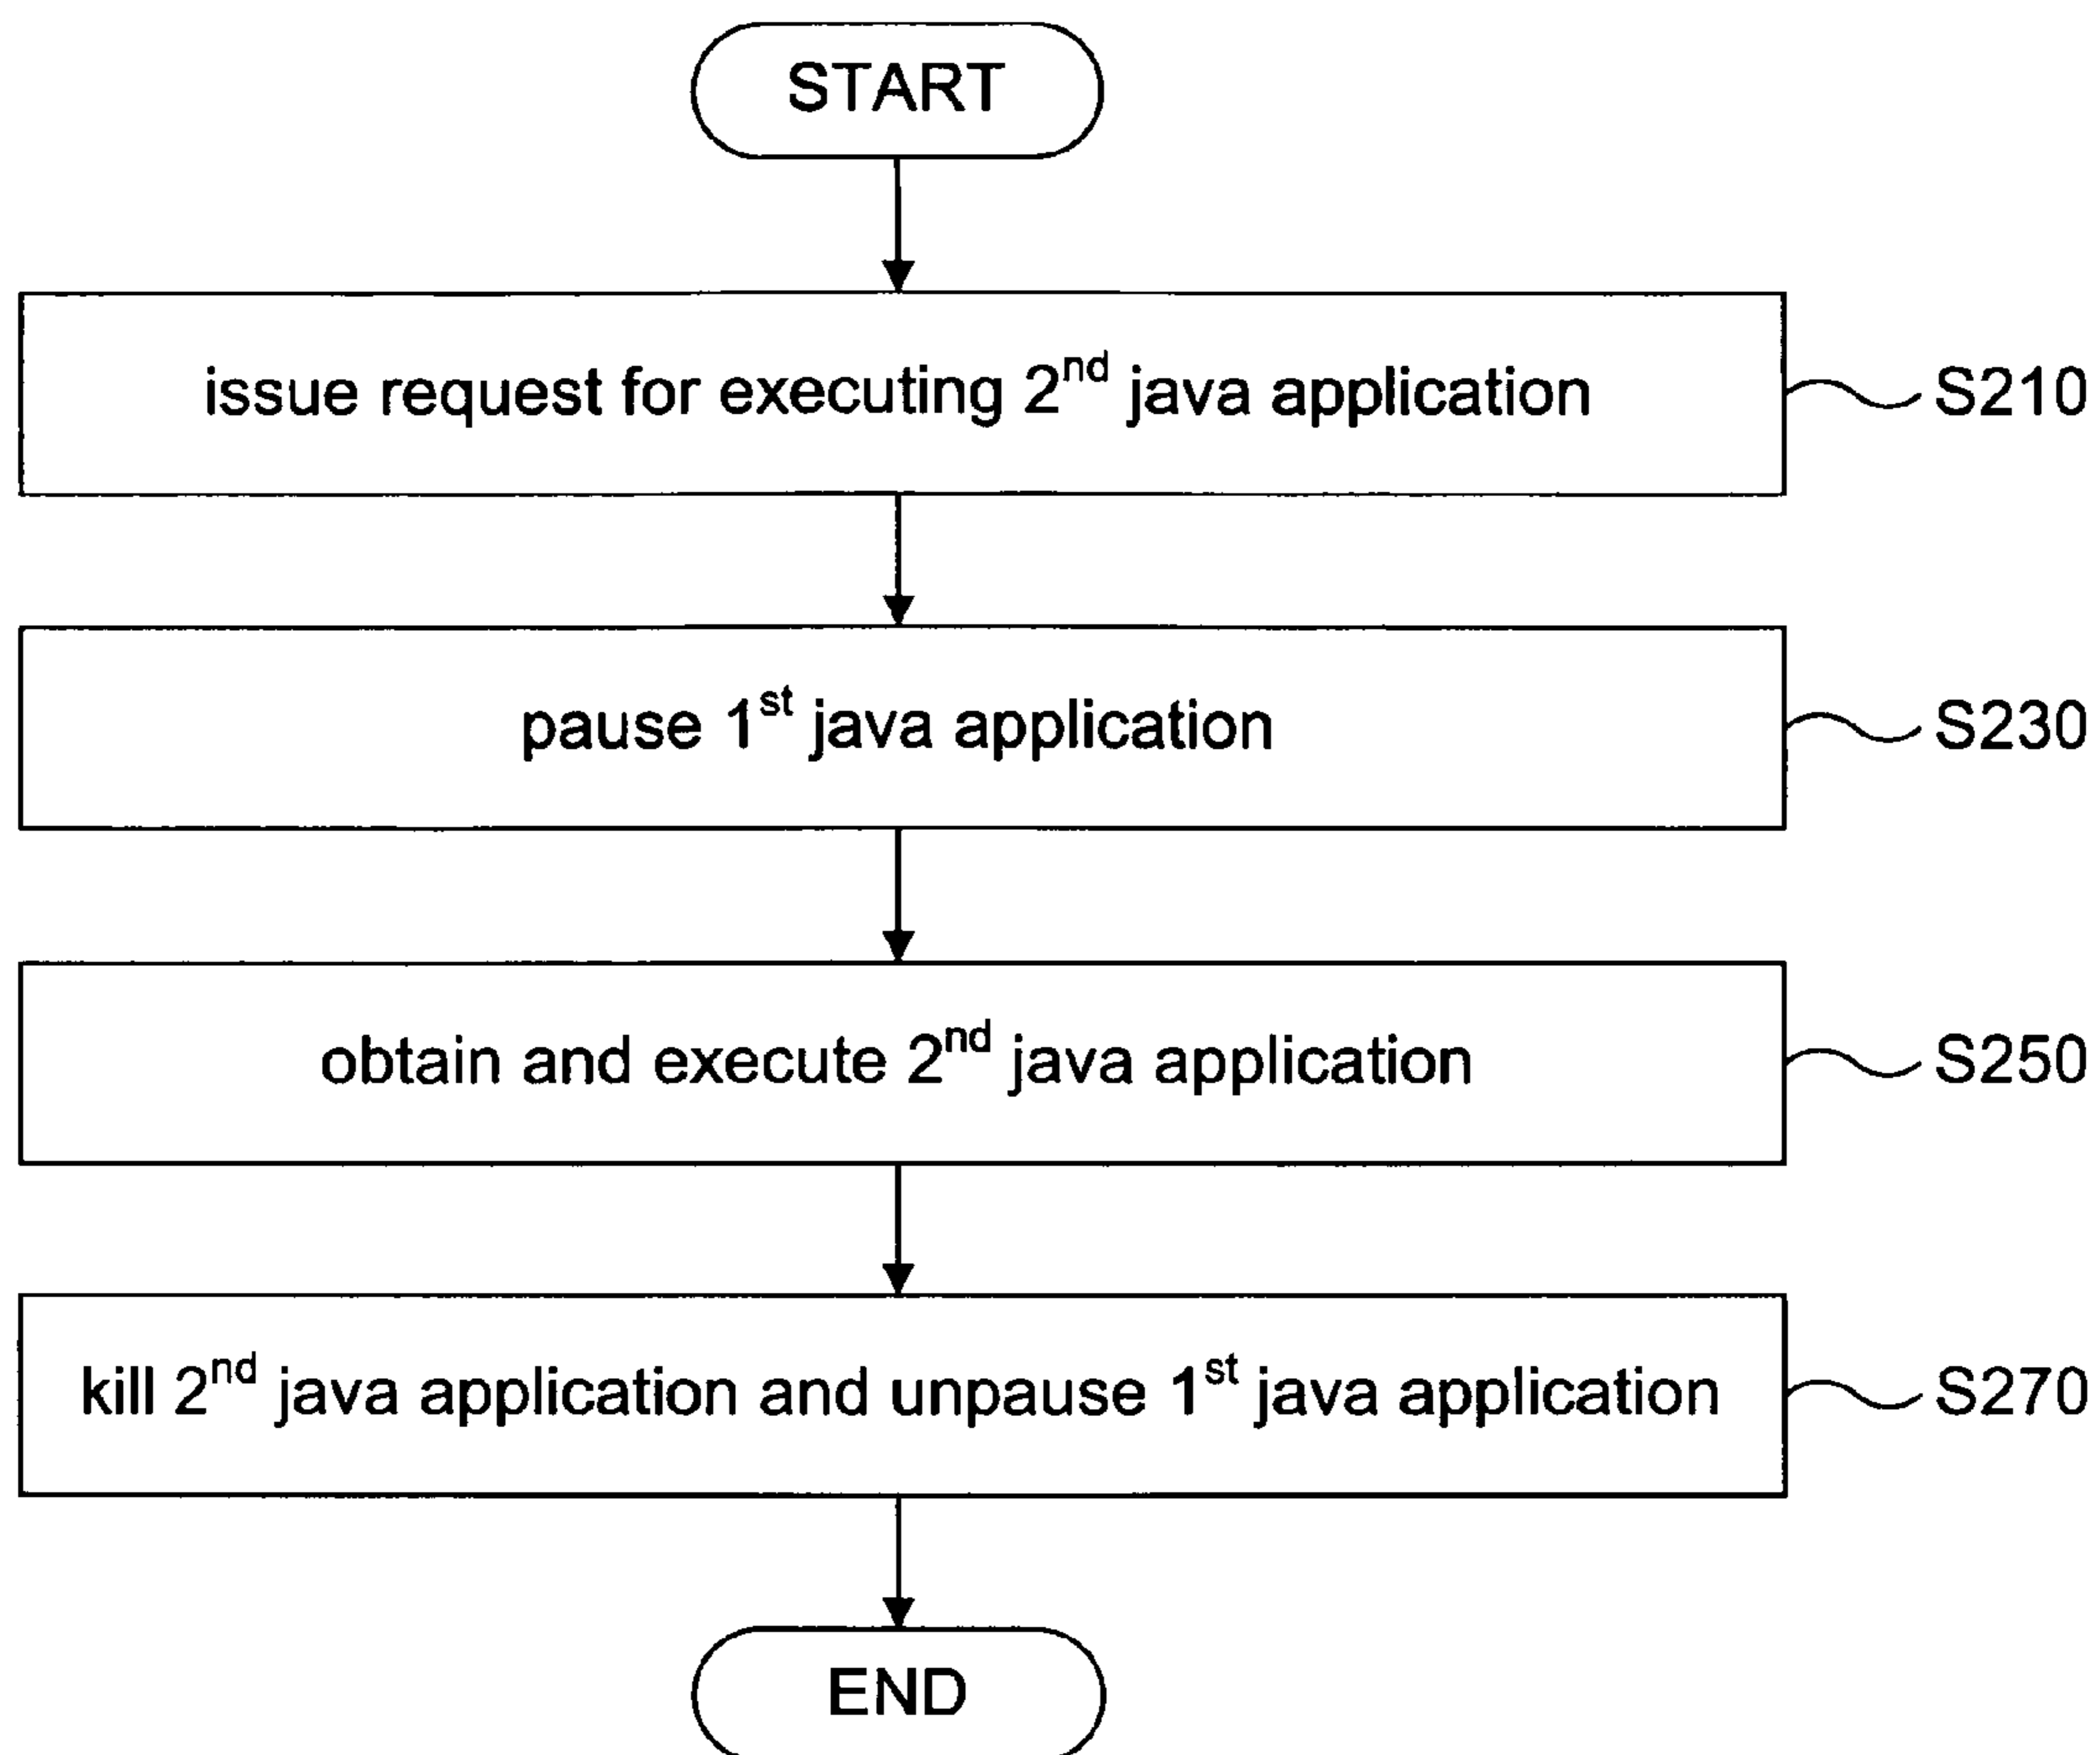 START
issue request for executing 2nd java application
S210
pause 1st java application
S230
obtain and execute 2nd java application
S250
kill 2nd java application and unpause 1st java application
S270
END